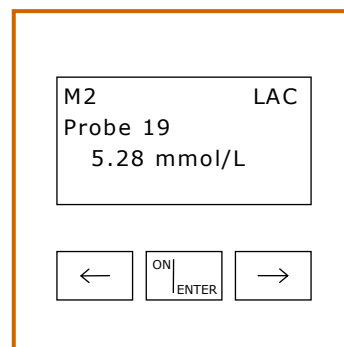 M2 LAC
Probe 19
5.28 mmol/L
ON
ENTER